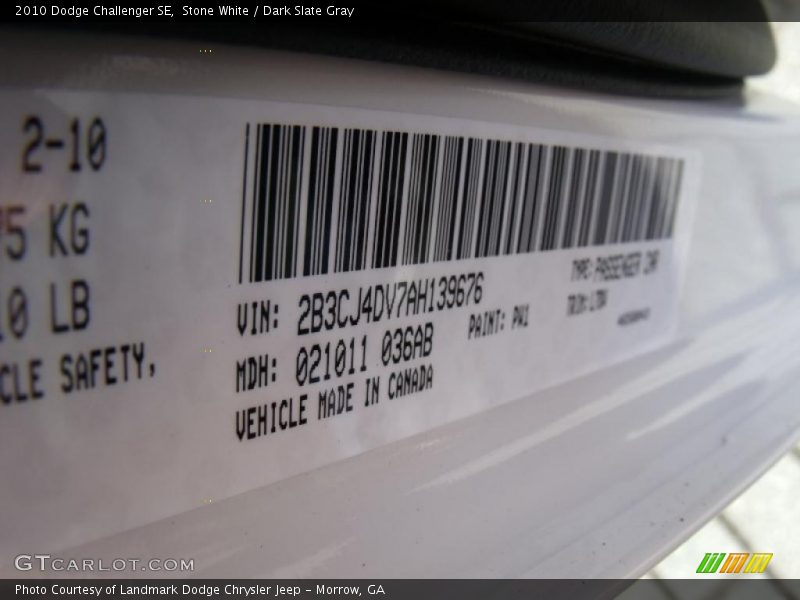 2010 Dodge Challenger SE,  Stone White / Dark Slate Gray
2-10
5 KG
0 LB
CLE SAFETY,
VIN: 2B3CJ4DV7AH139676
MDH: 021011 036AB
VEHICLE MADE IN CANADA
PAINT: PW1
TYPE: PASSENGER CAR
TRIM:
GTCARLOT.COM
Photo Courtesy of Landmark Dodge Chrysler Jeep - Morrow, GA